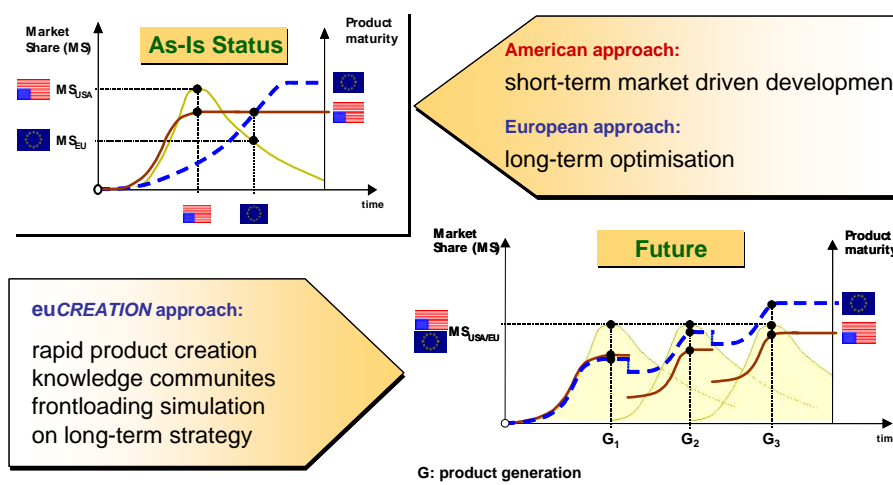 Market
Share (MS)
As-Is Status
Product
maturity
MSUSA
MSEU
time
American approach:
short-term market driven developmen
European approach:
long-term optimisation
euCREATION approach:
rapid product creation
knowledge communites
frontloading simulation
on long-term strategy
Market
Share (MS)
Future
Product
maturity
MSUSA/EU
G1
G2
G3
tim
G: product generation